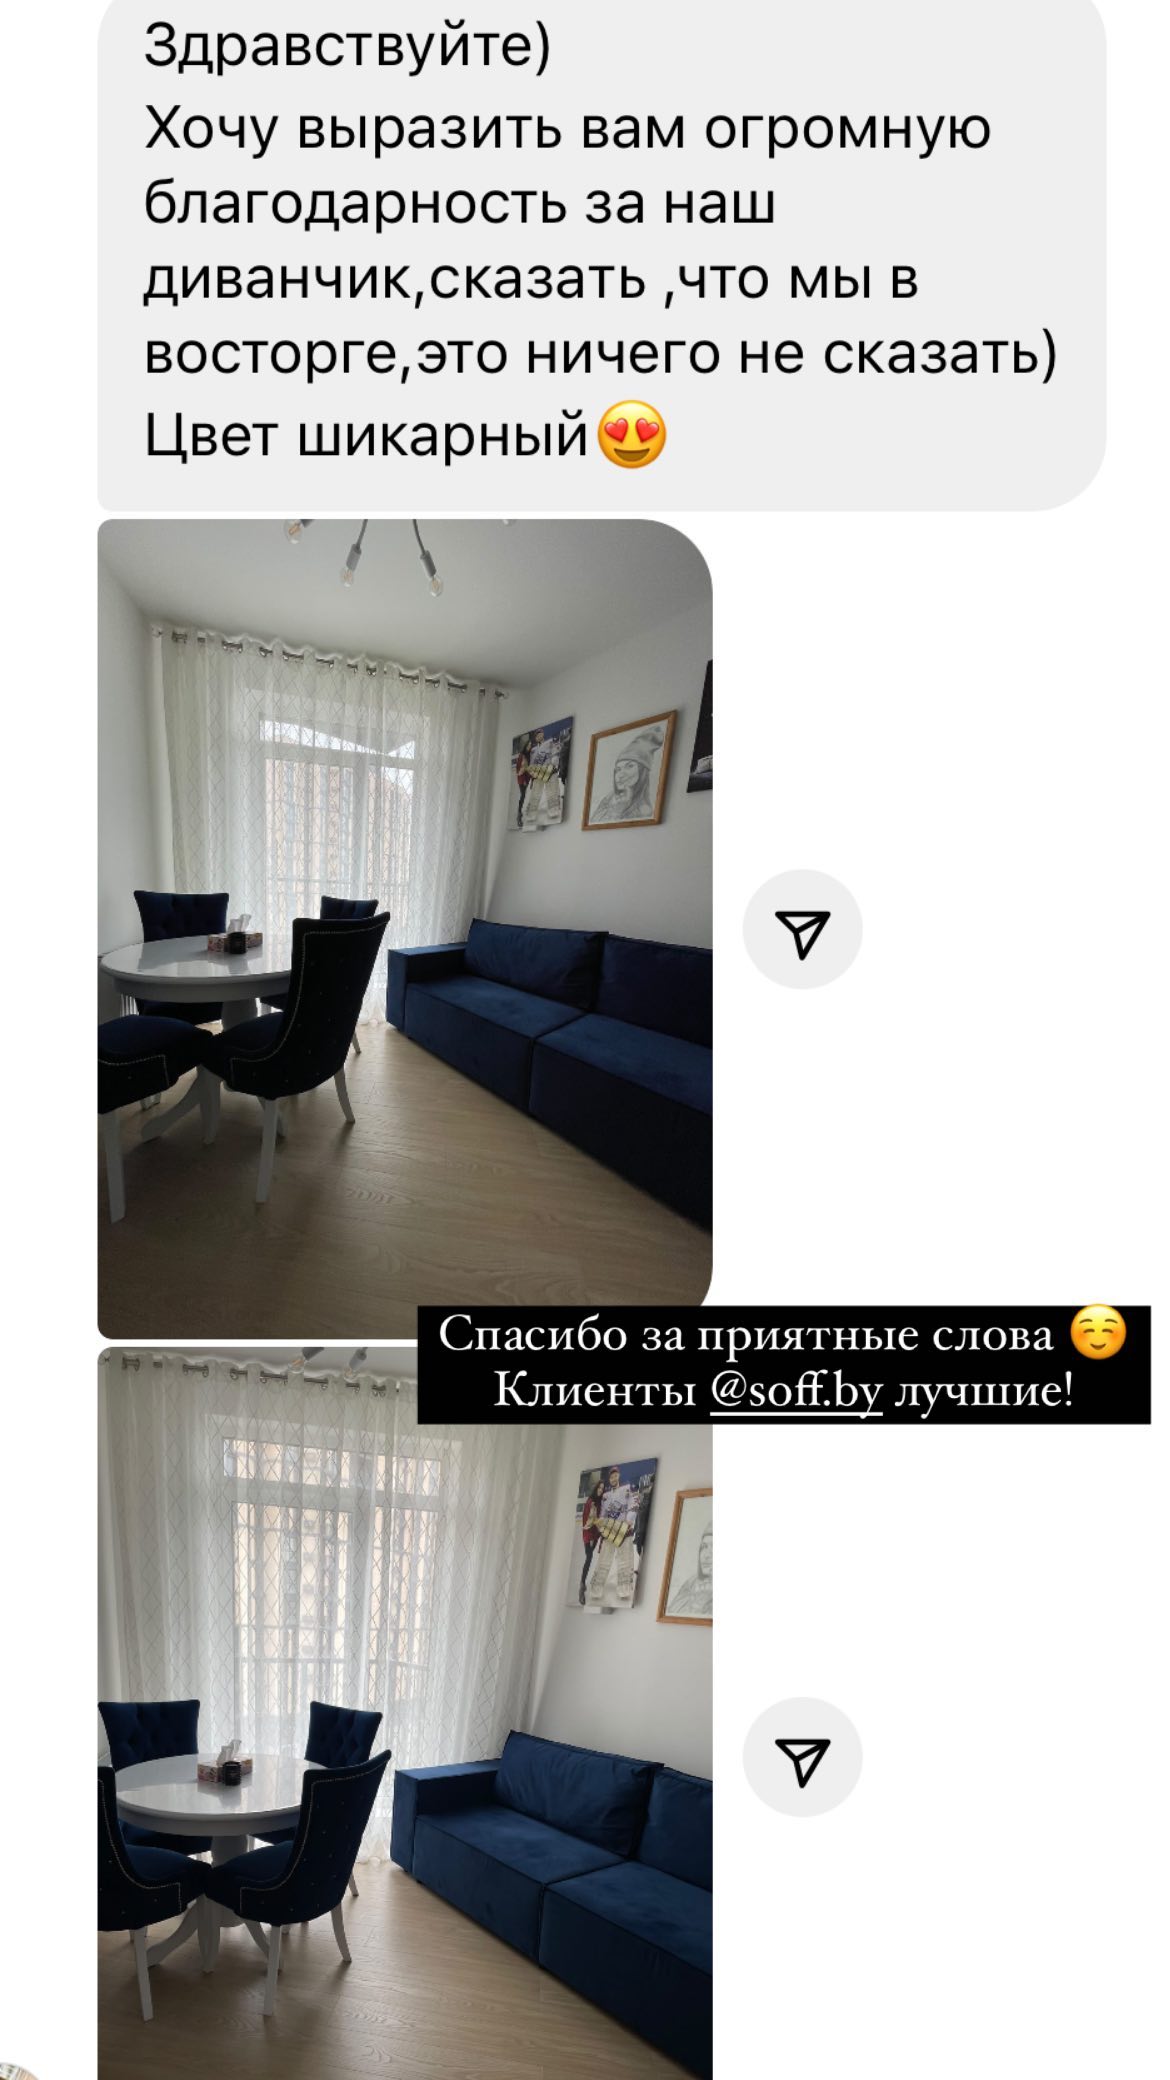 Здравствуйте)
Хочу выразить вам огромную
благодарность за наш
диванчик,сказать ,что мы в
восторге,это ничего не сказать)
Цвет шикарный😍
Спасибо за приятные слова ☺️
Клиенты @soff.by лучшие!